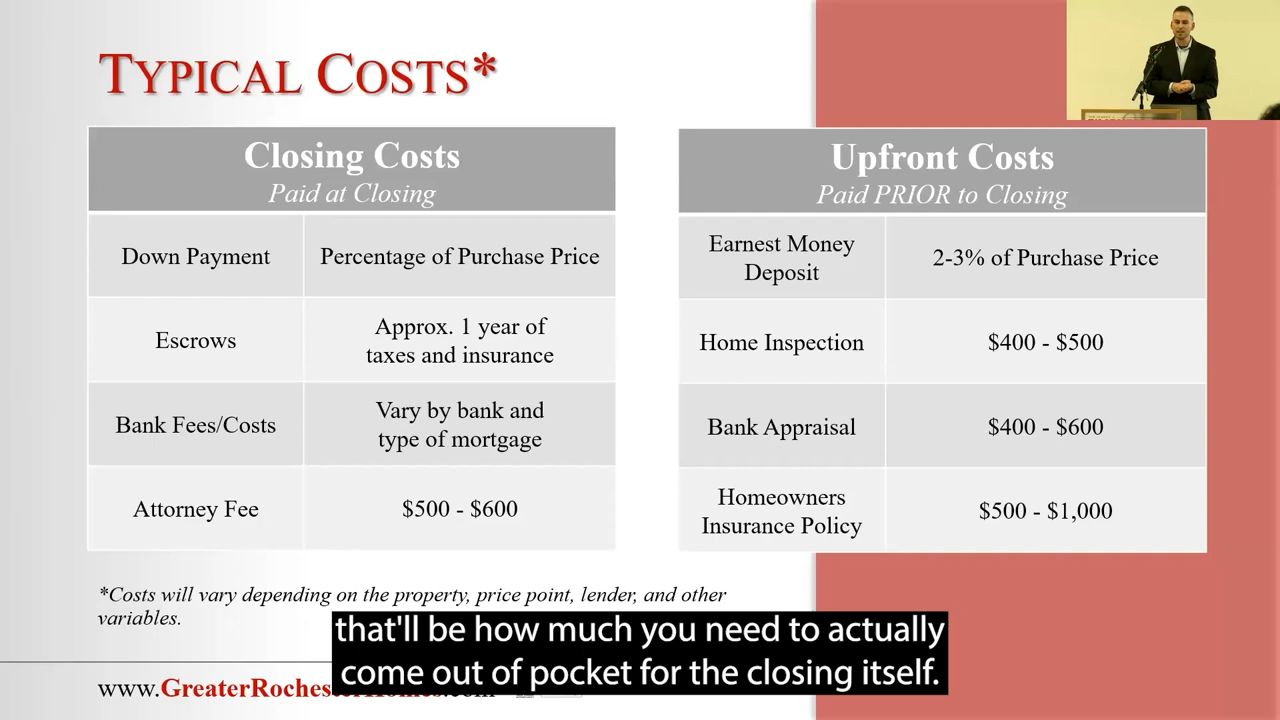 TYPICAL COSTS*
Closing Costs
Paid at Closing
Down Payment
Percentage of Purchase Price
Escrows
Approx. 1 year of
taxes and insurance
Bank Fees/Costs
Vary by bank and
type of mortgage
Attorney Fee
$500 - $600
Upfront Costs
Paid PRIOR to Closing
Earnest Money
Deposit
2-3% of Purchase Price
Home Inspection
$400 - $500
Bank Appraisal
$400 - $600
Homeowners
Insurance Policy
$500 - $1,000
*Costs will vary depending on the property, price point, lender, and other
variables.
that'll be how much you need to actually
come out of pocket for the closing itself.
www.GreaterRochesterHomes.com